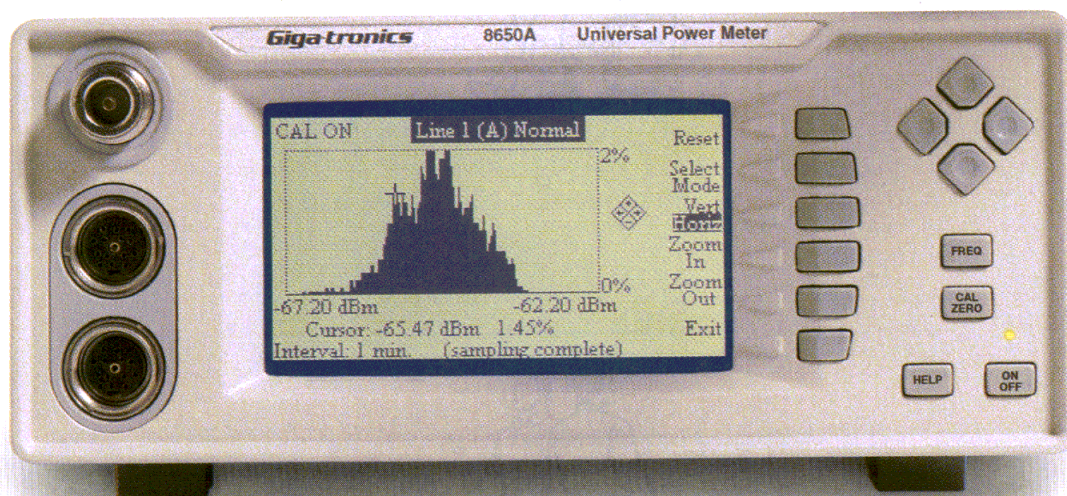 Giga-tronics 8650A Universal Power Meter
CAL ON Line 1 (A) Normal
2%
0%
-67.20 dBm -62.20 dBm
Cursor: -65.47 dBm 1.45%
Interval: 1 min. (sampling complete)
Reset
Select
Mode
Vert
Horiz
Zoom
In
Zoom
Out
Exit
FREQ
CAL
ZERO
HELP
ON
OFF